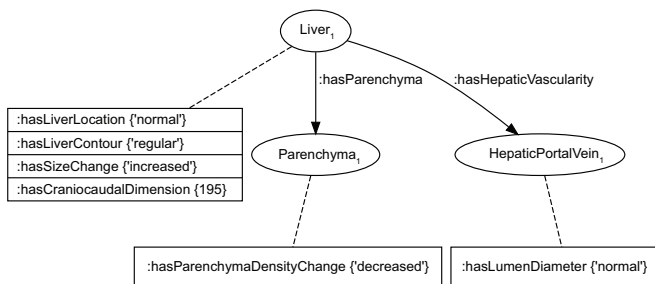 Liver1
:hasParenchyma
:hasHepaticVascularity
:hasLiverLocation {'normal'}
:hasLiverContour {'regular'}
:hasSizeChange {'increased'}
:hasCraniocaudalDimension {195}
Parenchyma1
HepaticPortalVein1
:hasParenchymaDensityChange {'decreased'}
:hasLumenDiameter {'normal'}